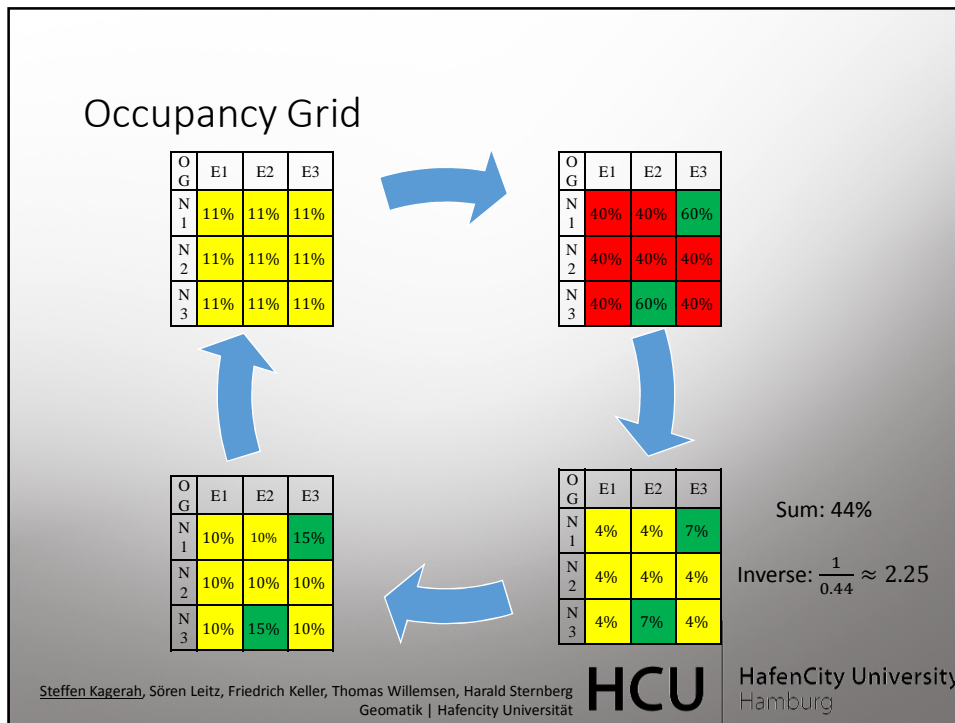 Occupancy Grid
OG E1 E2 E3
N1 11% 11% 11%
N2 11% 11% 11%
N3 11% 11% 11%
OG E1 E2 E3
N1 40% 40% 60%
N2 40% 40% 40%
N3 40% 60% 40%
OG E1 E2 E3
N1 10% 10% 15%
N2 10% 10% 10%
N3 10% 15% 10%
OG E1 E2 E3
N1 4% 4% 7%
N2 4% 4% 4%
N3 4% 7% 4%
Sum: 44%
Inverse: 1/0.44 ≈ 2.25
Steffen Kagerah, Sören Leitz, Friedrich Keller, Thomas Willemsen, Harald Sternberg
Geomatik | Hafencity Universität
HCU
HafenCity University
Hamburg